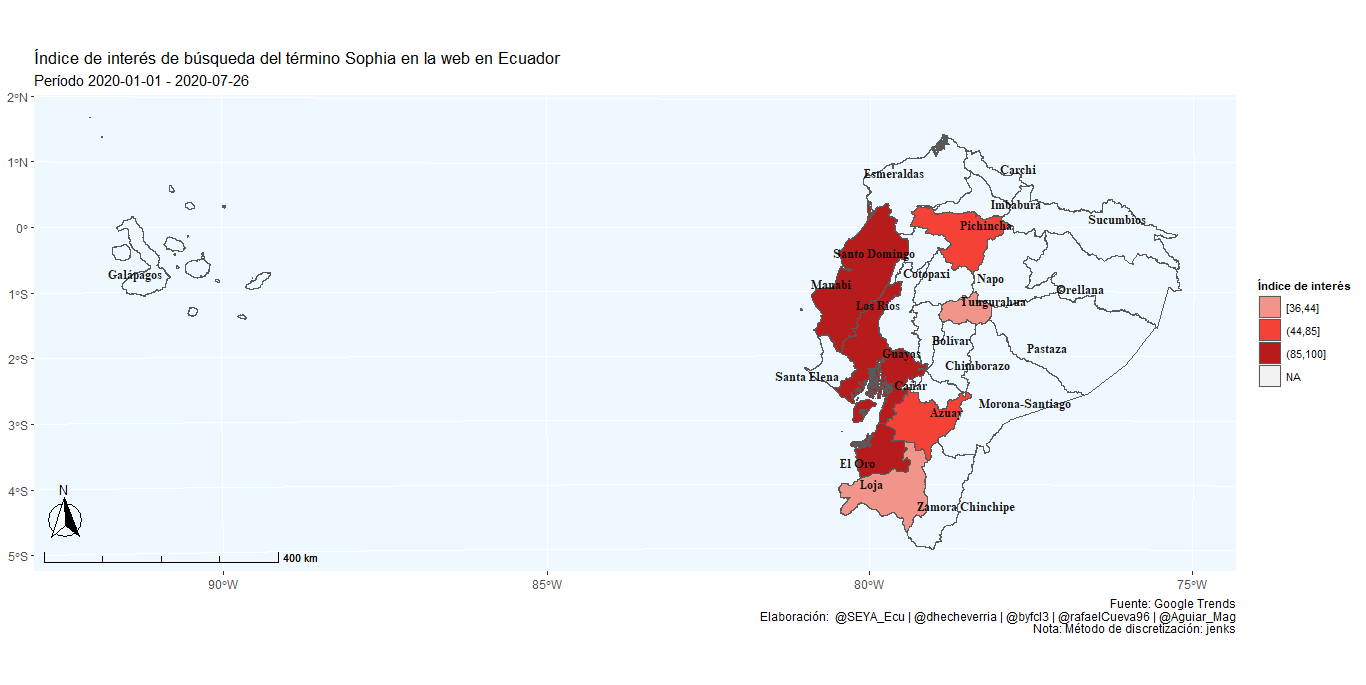 Índice de interés de búsqueda del término Sophia en la web en Ecuador
Período 2020-01-01 - 2020-07-26
2°N
1°N
0°
1°S
2°S
3°S
4°S
5°S
90°W
85°W
80°W
75°W
Galápagos
Esmeraldas
Carchi
Imbabura
Sucumbíos
Pichincha
Santo Domingo
Cotopaxi
Napo
Manabí
Orellana
Los Ríos
Tungurahua
Bolívar
Pastaza
Guayas
Chimborazo
Santa Elena
Cañar
Morona-Santiago
Azuay
El Oro
Loja
Zamora Chinchipe
N
400 km
Índice de interés
[36,44]
(44,85]
(85,100]
NA
Fuente: Google Trends
Elaboración: @SEYA_Ecu | @dhecheverria | @byfcl3 | @rafaelCueva96 | @Aguiar_Mag
Nota: Método de discretización: jenks